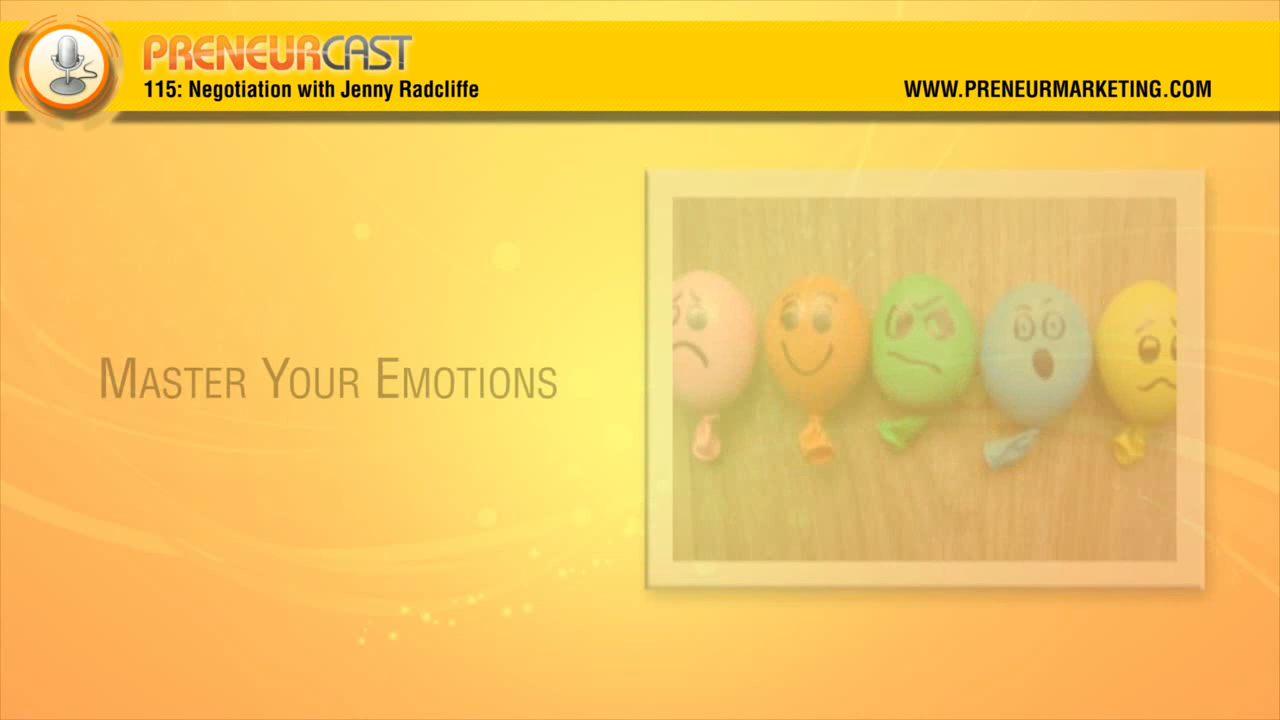 PRENEURCAST
115: Negotiation with Jenny Radcliffe
WWW.PRENEURMARKETING.COM
Master Your Emotions